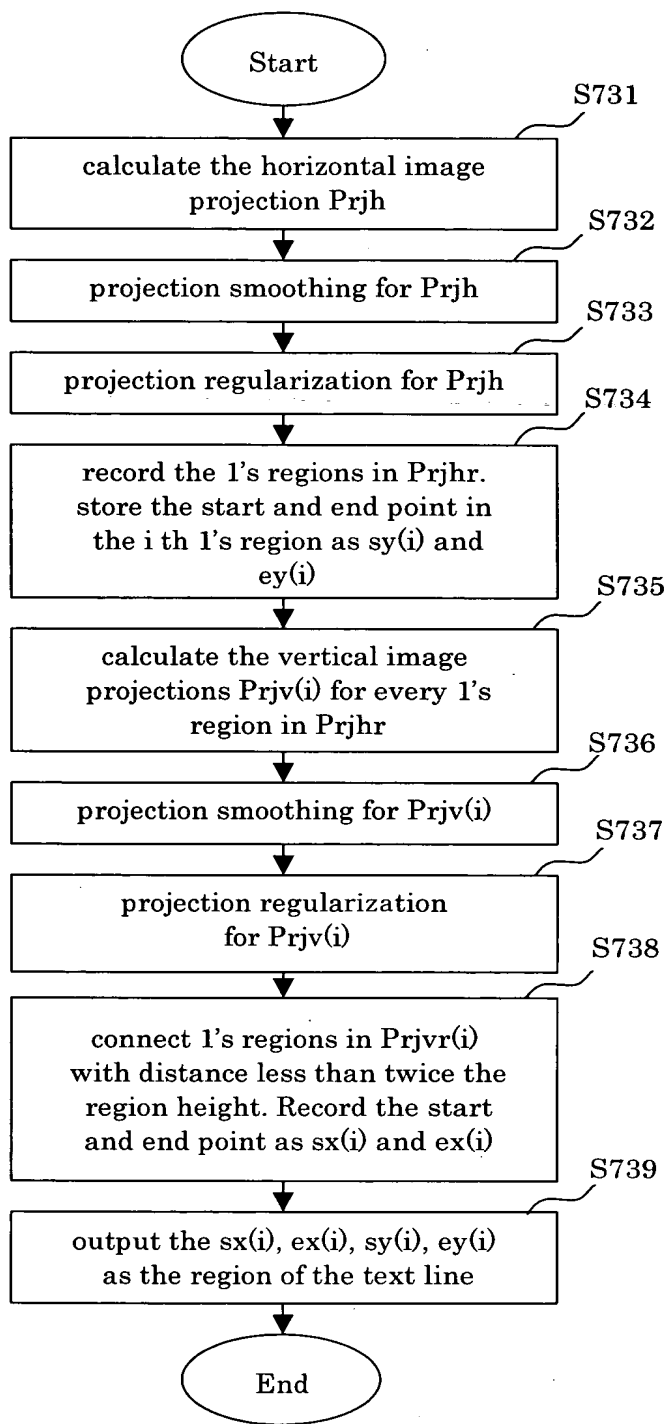 Start
S731
calculate the horizontal image
projection Prjh
S732
projection smoothing for Prjh
S733
projection regularization for Prjh
S734
record the 1's regions in Prjhr.
store the start and end point in
the i th 1's region as sy(i) and
ey(i)
S735
calculate the vertical image
projections Prjv(i) for every 1's
region in Prjhr
S736
projection smoothing for Prjv(i)
S737
projection regularization
for Prjv(i)
S738
connect 1's regions in Prjvr(i)
with distance less than twice the
region height. Record the start
and end point as sx(i) and ex(i)
S739
output the sx(i), ex(i), sy(i), ey(i)
as the region of the text line
End